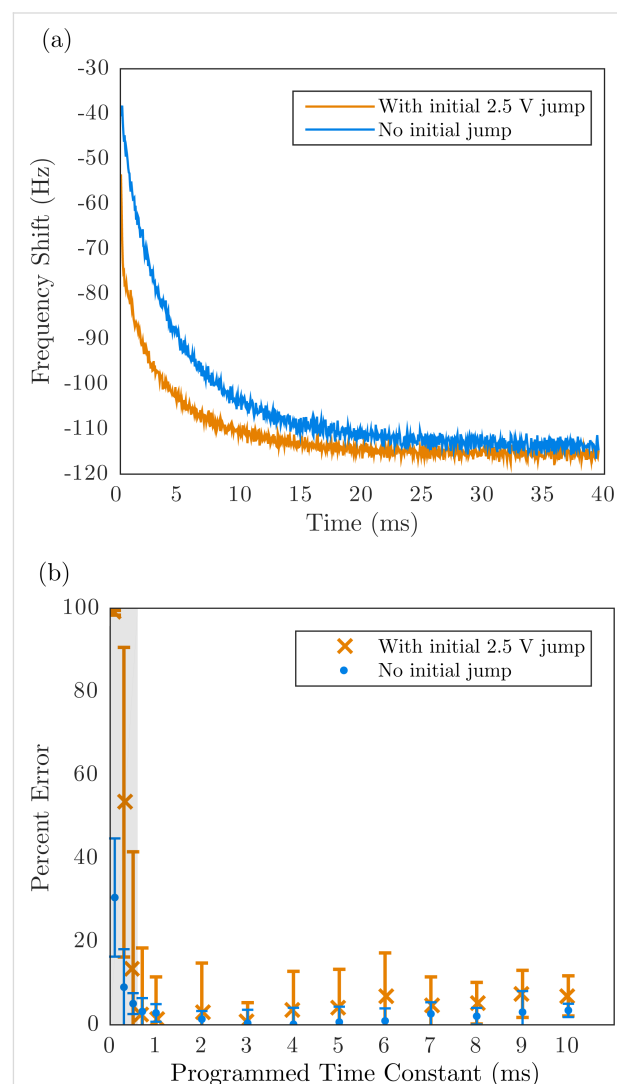 (a)
-30
-40
-50
-60
-70
-80
-90
-100
-110
-120
Frequency Shift (Hz)
With initial 2.5 V jump
No initial jump
0 5 10 15 20 25 30 35 40
Time (ms)
(b)
100
80
60
40
20
0
Percent Error
With initial 2.5 V jump
No initial jump
0 1 2 3 4 5 6 7 8 9 10
Programmed Time Constant (ms)